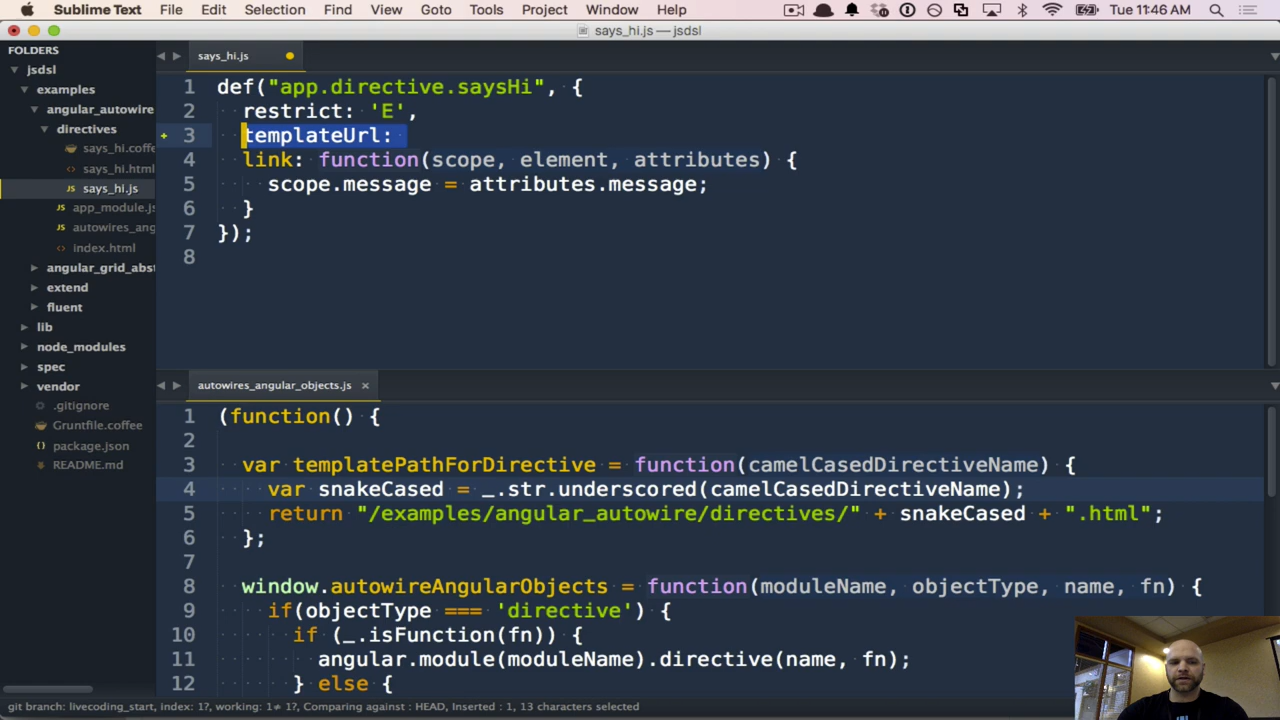 Sublime Text File Edit Selection Find View Goto Tools Project Window Help Tue 11:46 AM
says_hi.js — jsdsl
FOLDERS
jsdsl
examples
angular_autowire
directives
says_hi.coffe
says_hi.html
says_hi.js
app_module.js
autowires_ang
index.html
angular_grid_abst
extend
fluent
lib
node_modules
spec
vendor
.gitignore
Gruntfile.coffee
package.json
README.md
says_hi.js
1 def("app.directive.saysHi", {
2 restrict: 'E',
3 templateUrl:
4 link: function(scope, element, attributes) {
5 scope.message = attributes.message;
6 }
7 });
8
autowires_angular_objects.js
1 (function() {
2
3 var templatePathForDirective = function(camelCasedDirectiveName) {
4 var snakeCased = _.str.underscored(camelCasedDirectiveName);
5 return "/examples/angular_autowire/directives/" + snakeCased + ".html";
6 };
7
8 window.autowireAngularObjects = function(moduleName, objectType, name, fn) {
9 if(objectType === 'directive') {
10 if (_.isFunction(fn)) {
11 angular.module(moduleName).directive(name, fn);
12 } else {
git branch: livecoding_start, index: 1?, working: 1≠ 1?, Comparing against : HEAD, Inserted : 1, 13 characters selected